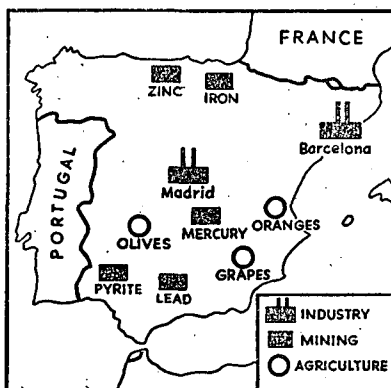 FRANCE
ZINC
IRON
Barcelona
PORTUGAL
Madrid
MERCURY
ORANGES
OLIVES
GRAPES
PYRITE
LEAD
INDUSTRY
MINING
AGRICULTURE